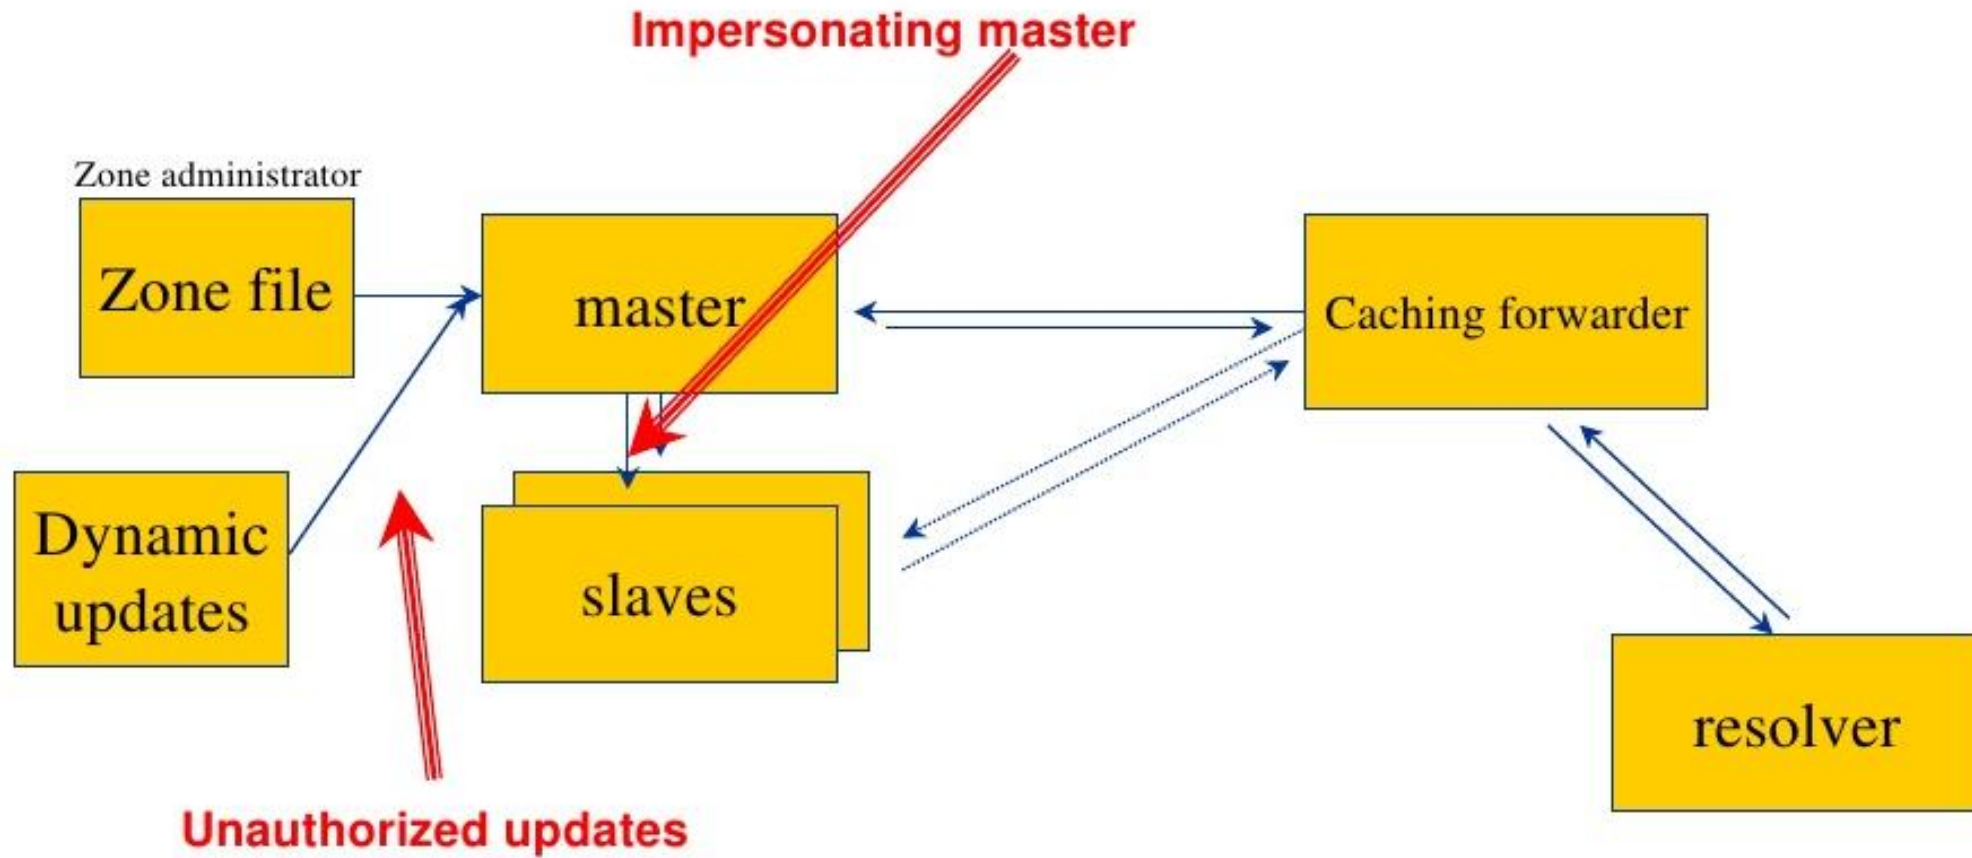 Impersonating master
Zone administrator
Zone file
master
Caching forwarder
Dynamic
updates
slaves
resolver
Unauthorized updates